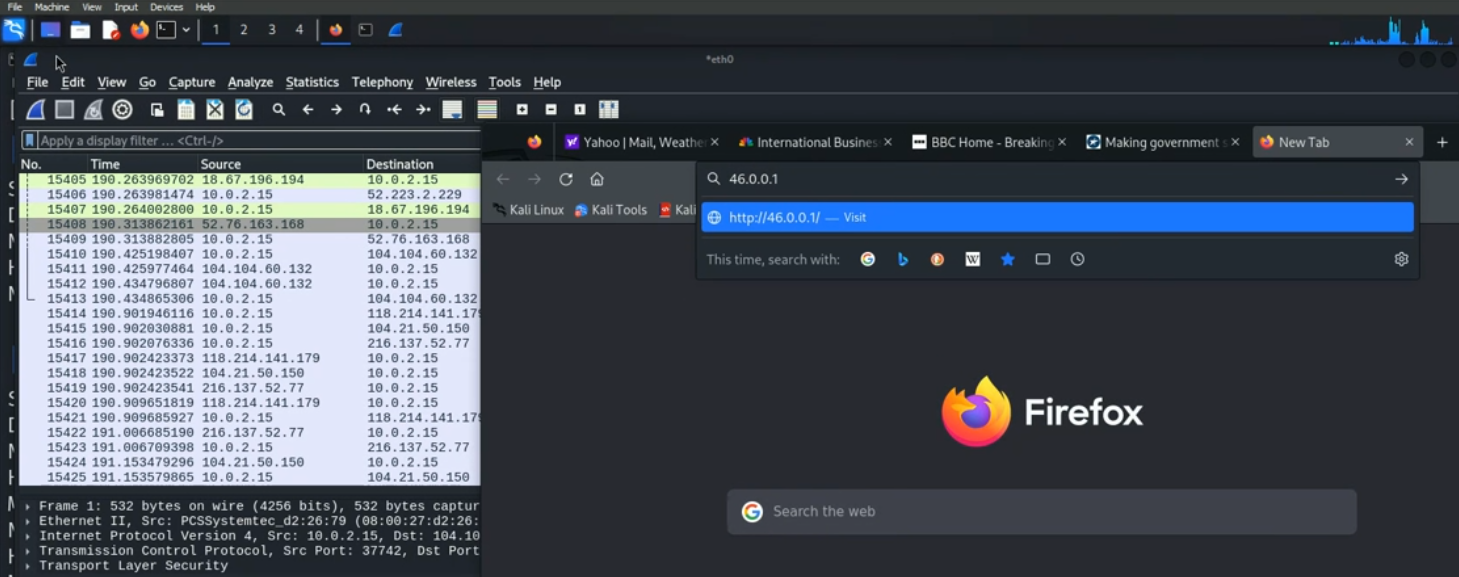 File Machine View Input Devices Help
1 2 3 4
*eth0
File Edit View Go Capture Analyze Statistics Telephony Wireless Tools Help
Apply a display filter ... <Ctrl-/>
No. Time Source Destination
15405 190.263969702 18.67.196.194 10.0.2.15
15406 190.263981474 10.0.2.15 52.223.2.229
15407 190.264002800 10.0.2.15 18.67.196.194
15408 190.313862161 52.76.163.168 10.0.2.15
15409 190.313882805 10.0.2.15 52.76.163.168
15410 190.425198407 10.0.2.15 104.104.60.132
15411 190.425977464 104.104.60.132 10.0.2.15
15412 190.434796807 104.104.60.132 10.0.2.15
15413 190.434865306 10.0.2.15 104.104.60.132
15414 190.901946116 10.0.2.15 118.214.141.179
15415 190.902030881 10.0.2.15 104.21.50.150
15416 190.902076336 10.0.2.15 216.137.52.77
15417 190.902423373 118.214.141.179 10.0.2.15
15418 190.902423522 104.21.50.150 10.0.2.15
15419 190.902423541 216.137.52.77 10.0.2.15
15420 190.909651819 118.214.141.179 10.0.2.15
15421 190.909685927 10.0.2.15 118.214.141.179
15422 191.006685190 216.137.52.77 10.0.2.15
15423 191.006709398 10.0.2.15 216.137.52.77
15424 191.153479296 104.21.50.150 10.0.2.15
15425 191.153579865 10.0.2.15 104.21.50.150
Frame 1: 532 bytes on wire (4256 bits), 532 bytes captur
Ethernet II, Src: PCSSystemtec_d2:26:79 (08:00:27:d2:26:
Internet Protocol Version 4, Src: 10.0.2.15, Dst: 104.10
Transmission Control Protocol, Src Port: 37742, Dst Port
Transport Layer Security
Yahoo | Mail, Weathe International Busines BBC Home - Breaking Making government s New Tab
46.0.0.1
Kali Linux Kali Tools Kali
http://46.0.0.1/ — Visit
This time, search with:
Firefox
Search the web